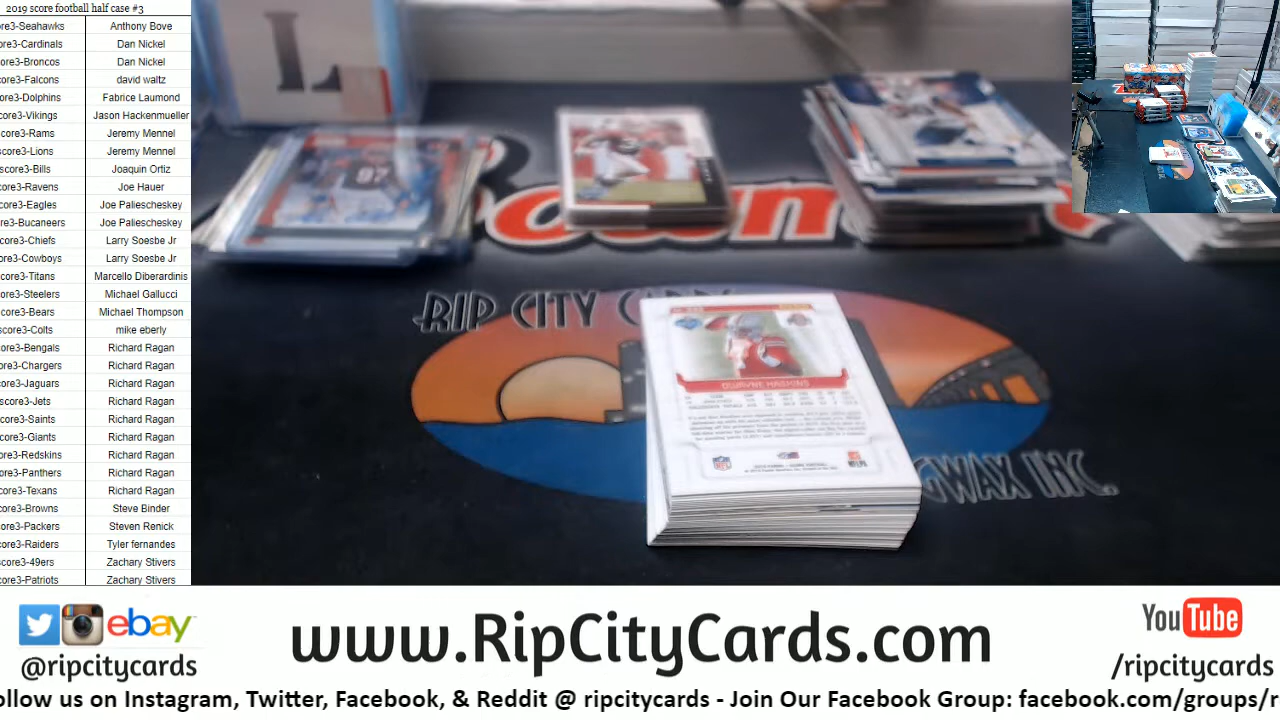 2019 score football half case #3
ore3-Seahawks Anthony Bove
ore3-Cardinals Dan Nickel
ore3-Broncos Dan Nickel
ore3-Falcons david waltz
ore3-Dolphins Fabrice Laumond
core3-Vikings Jason Hackenmueller
score3-Rams Jeremy Mennel
score3-Lions Jeremy Mennel
score3-Bills Joaquin Ortiz
core3-Ravens Joe Hauer
core3-Eagles Joe Paliescheskey
re3-Bucaneers Joe Paliescheskey
core3-Chiefs Larry Soesbe Jr
ore3-Cowboys Larry Soesbe Jr
core3-Titans Marcello Diberardinis
ore3-Steelers Michael Gallucci
core3-Bears Michael Thompson
score3-Colts mike eberly
ore3-Bengals Richard Ragan
ore3-Chargers Richard Ragan
ore3-Jaguars Richard Ragan
score3-Jets Richard Ragan
core3-Saints Richard Ragan
core3-Giants Richard Ragan
ore3-Redskins Richard Ragan
ore3-Panthers Richard Ragan
core3-Texans Richard Ragan
core3-Browns Steve Binder
ore3-Packers Steven Renick
ore3-Raiders Tyler fernandes
core3-49ers Zachary Stivers
ore3-Patriots Zachary Stivers
L
RIP CITY C
DWAYNE HASKINS
GWAX INC.
ebay
@ripcitycards
www.RipCityCards.com
YouTube
/ripcitycards
ollow us on Instagram, Twitter, Facebook, & Reddit @ ripcitycards - Join Our Facebook Group: facebook.com/groups/r